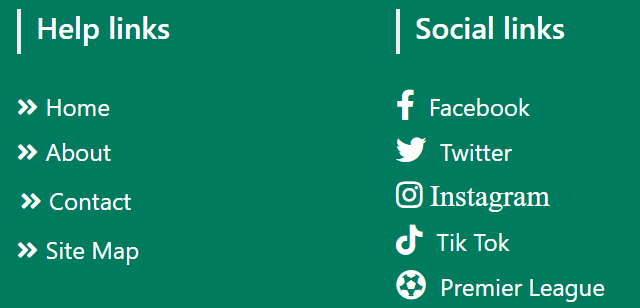 Help links
Home
About
Contact
Site Map
Social links
Facebook
Twitter
Instagram
Tik Tok
Premier League